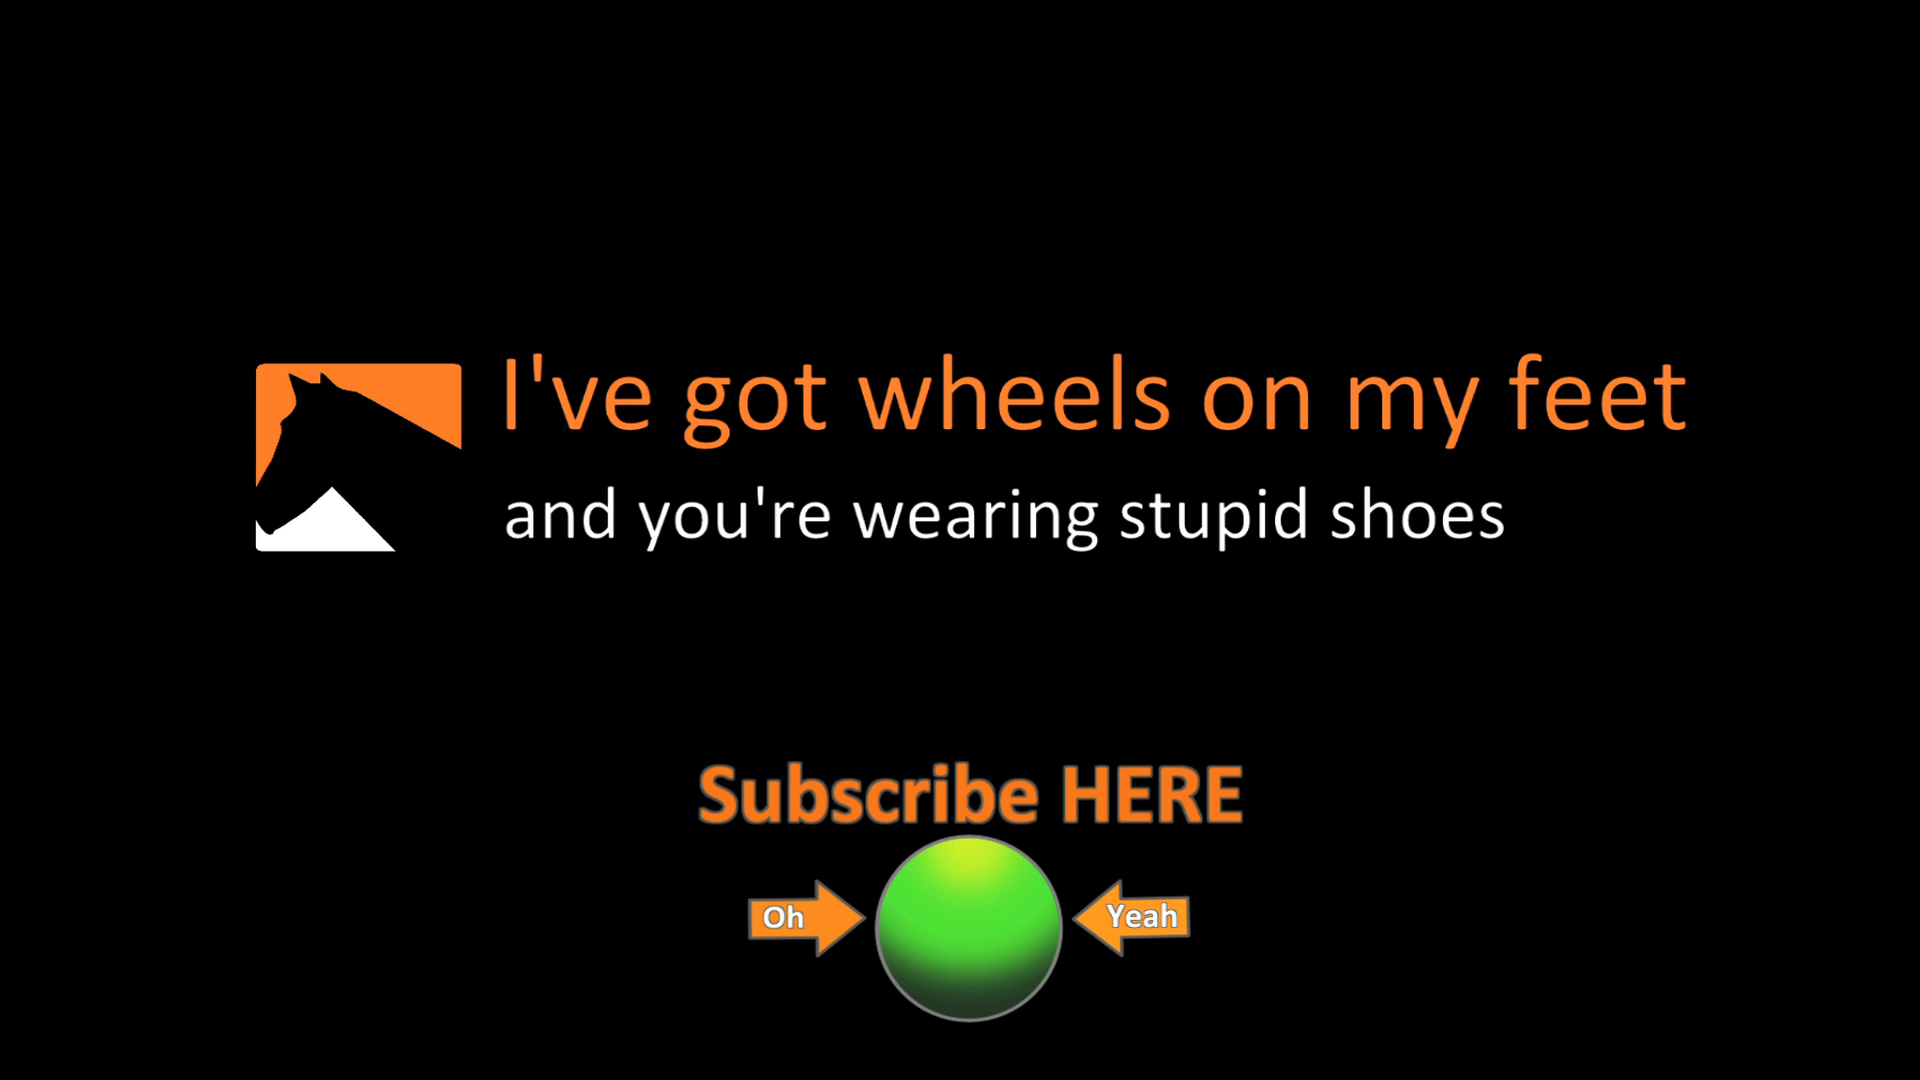 I've got wheels on my feet
and you're wearing stupid shoes
Subscribe HERE
Oh
Yeah